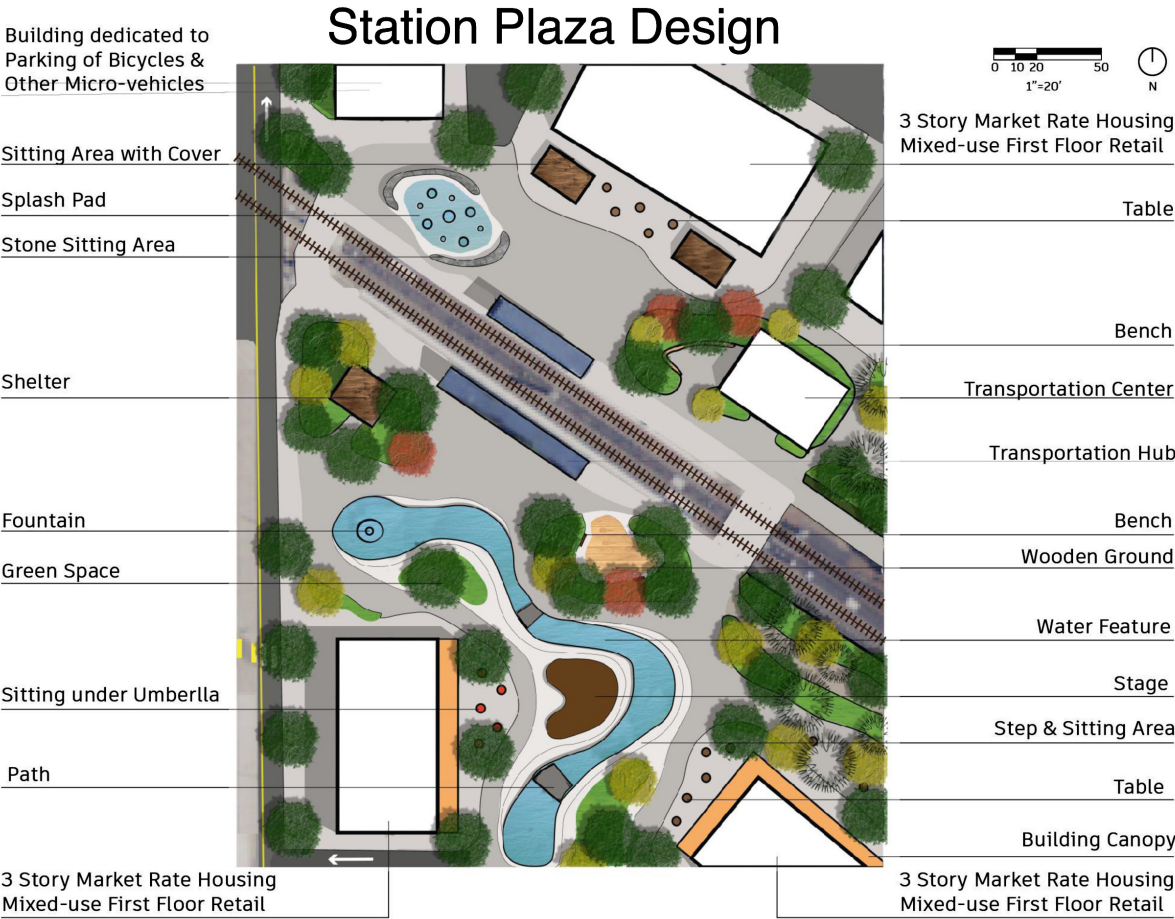 Station Plaza Design
Building dedicated to
Parking of Bicycles &
Other Micro-vehicles
Sitting Area with Cover
Splash Pad
Stone Sitting Area
Shelter
Fountain
Green Space
Sitting under Umberlla
Path
3 Story Market Rate Housing
Mixed-use First Floor Retail
0 10 20 50
1”=20’
N
3 Story Market Rate Housing
Mixed-use First Floor Retail
Table
Bench
Transportation Center
Transportation Hub
Bench
Wooden Ground
Water Feature
Stage
Step & Sitting Area
Table
Building Canopy
3 Story Market Rate Housing
Mixed-use First Floor Retail